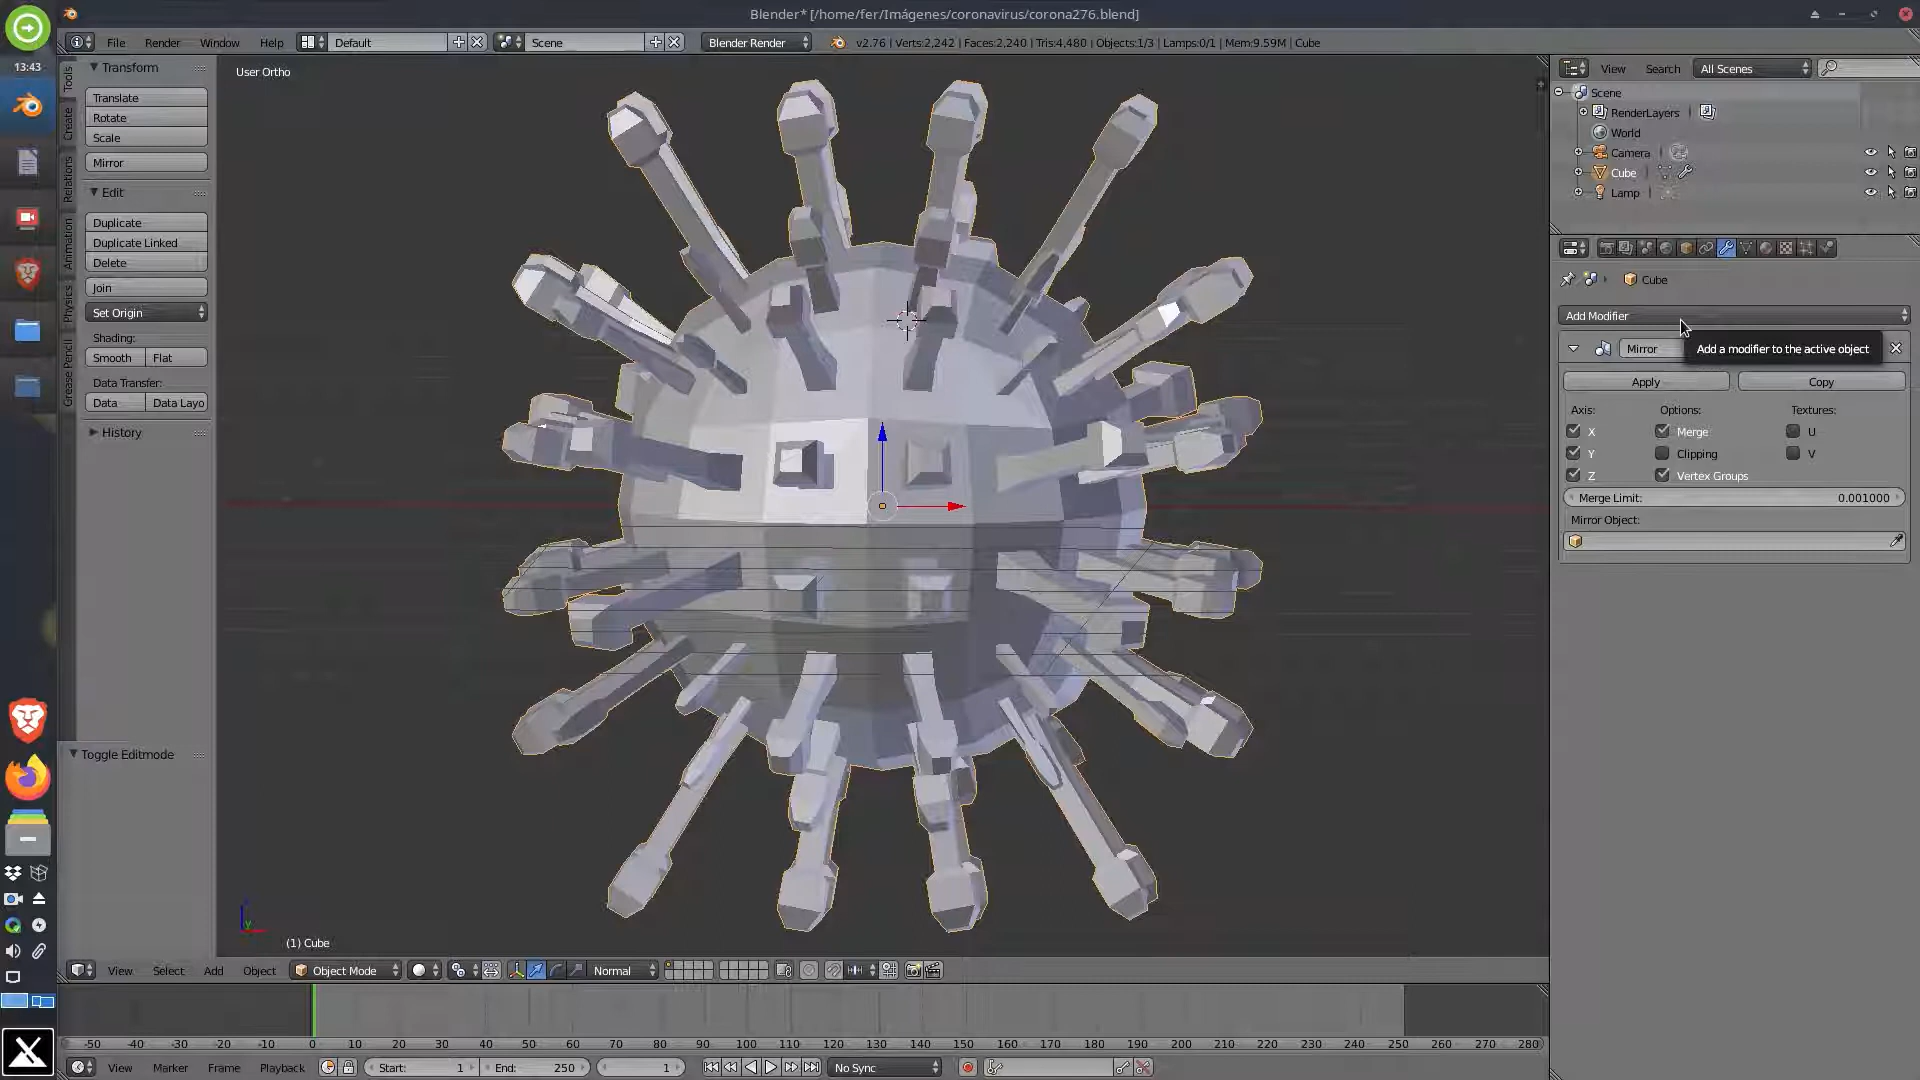 Blender* [/home/fer/Imágenes/coronavirus/corona276.blend]
File Render Window Help Default Scene Blender Render v2.76 | Verts:2,242 | Faces:2,240 | Tris:4,480 | Objects:1/3 | Lamps:0/1 | Mem:9.59M | Cube
13:43
Tools
Create
Relations
Animation
Physics
Grease Pencil
Transform
Translate
Rotate
Scale
Mirror
Edit
Duplicate
Duplicate Linked
Delete
Join
Set Origin
Shading:
Smooth Flat
Data Transfer:
Data Data Layo
History
Toggle Editmode
User Ortho
(1) Cube
View Search All Scenes
Scene
RenderLayers
World
Camera
Cube
Lamp
Cube
Add Modifier
Mirror
Add a modifier to the active object
Apply Copy
Axis: Options: Textures:
X Merge U
Y Clipping V
Z Vertex Groups
Merge Limit: 0.001000
Mirror Object:
View Select Add Object Object Mode Normal
-50 -40 -30 -20 -10 0 10 20 30 40 50 60 70 80 90 100 110 120 130 140 150 160 170 180 190 200 210 220 230 240 250 260 270 280
View Marker Frame Playback Start: 1 End: 250 1 No Sync